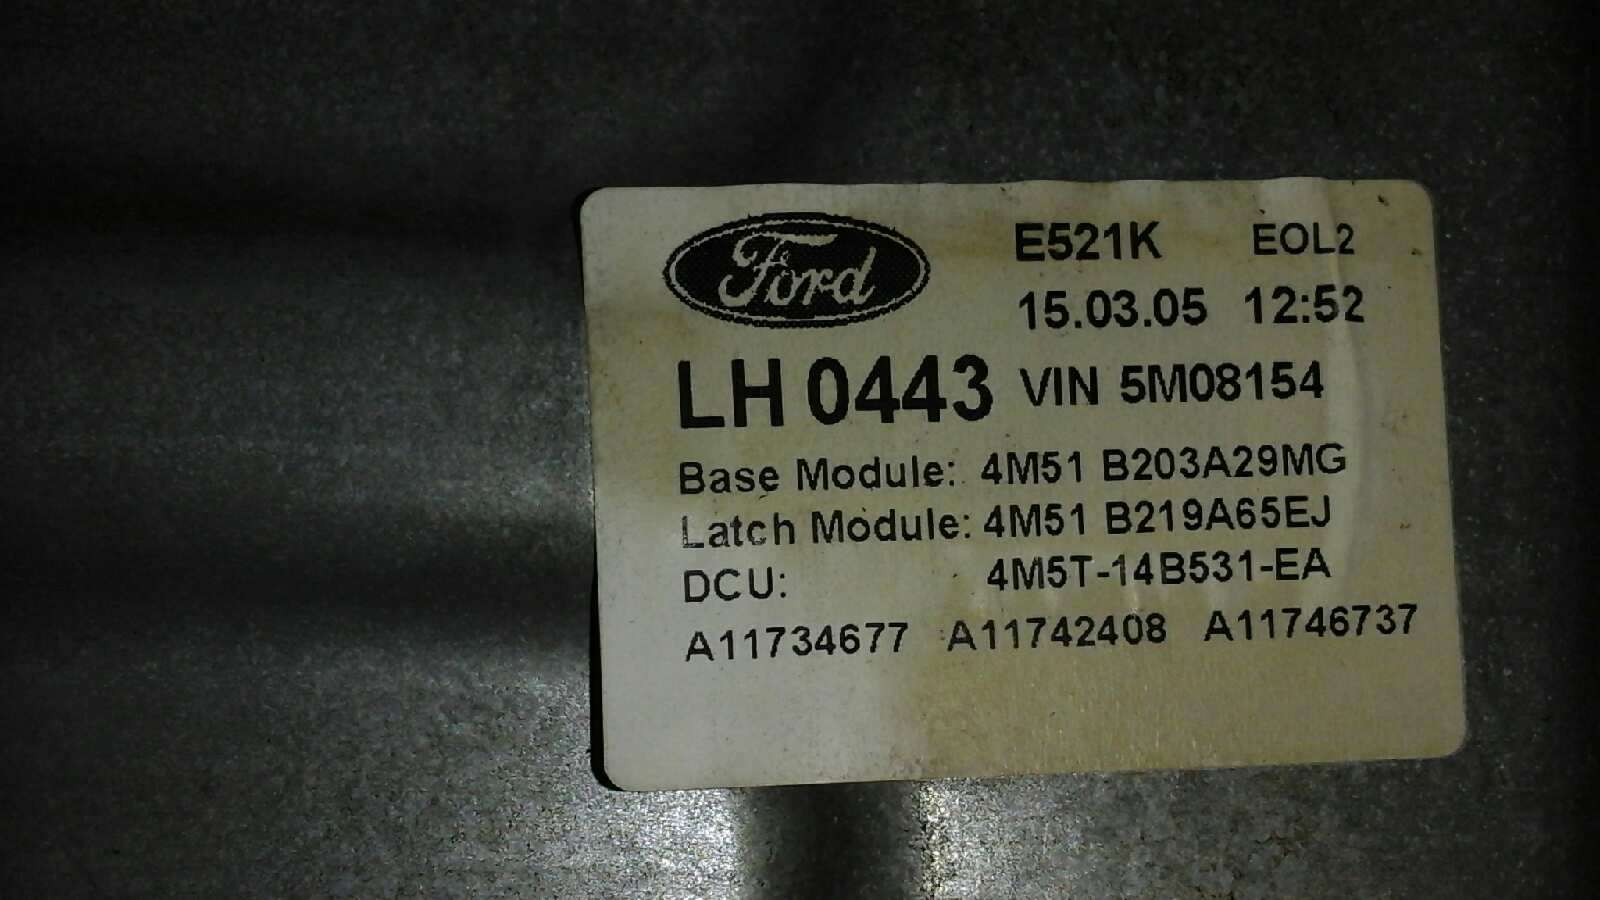 Ford E521K EOL2
15.03.05 12:52
LH 0443 VIN 5M08154
Base Module: 4M51 B203A29MG
Latch Module: 4M51 B219A65EJ
DCU: 4M5T-14B531-EA
A11734677 A11742408 A11746737